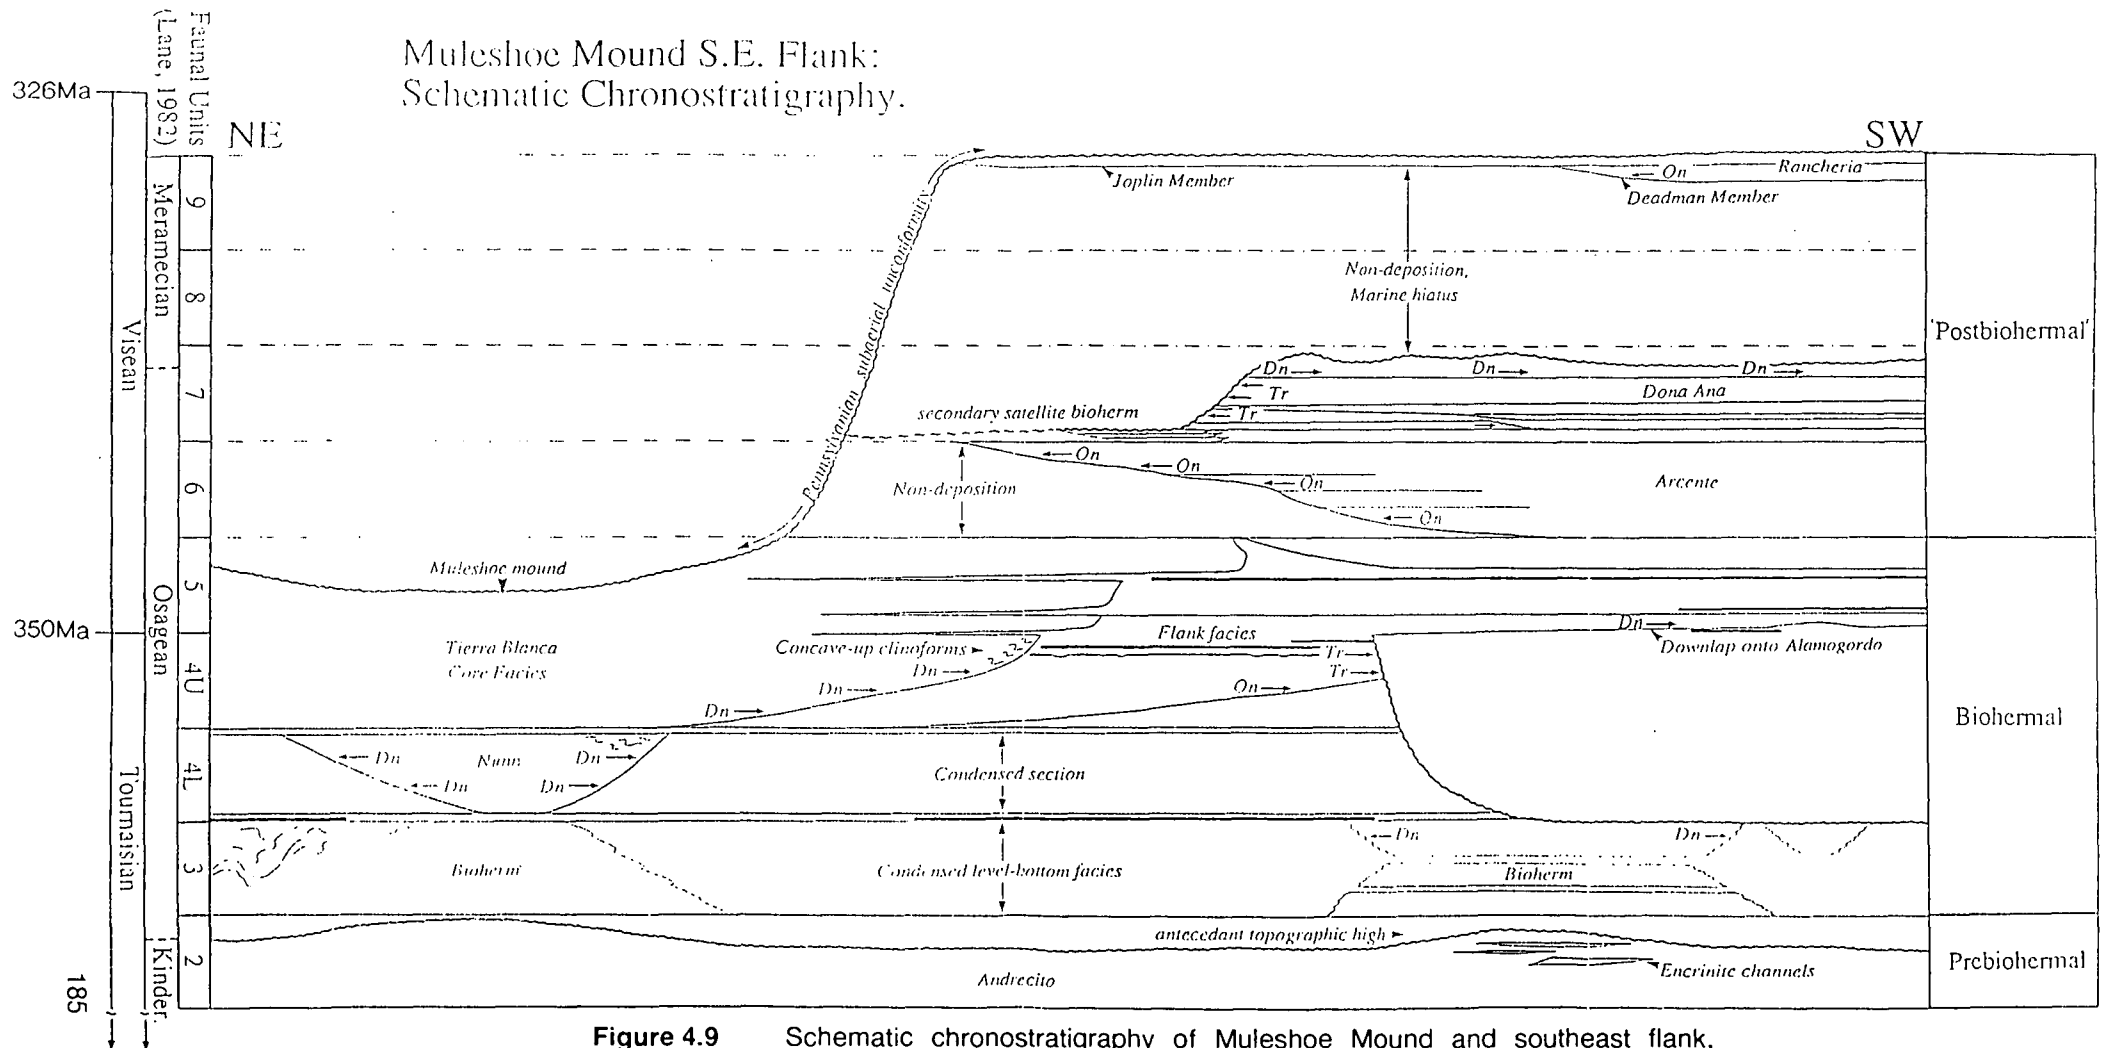 Muleshoe Mound S.E. Flank:
Schematic Chronostratigraphy.
Faunal Units
(Lane, 1982)
326Ma
350Ma
NE
SW
Visean
Tournaisian
Meramecian
Osagean
Kinder.
9
8
7
6
5
4U
4L
3
2
Joplin Member
On
Rancheria
Deadman Member
Pennsylvanian subaerial unconformity
Non-deposition,
Marine hiatus
'Postbiohermal'
Dn
Dn
Dn
Tr
Dona Ana
secondary satellite bioherm
Tr
On
On
Non-deposition
On
Arcente
On
Muleshoe mound
Tierra Blanca
Core Facies
Concave-up clinoforms
Flank facies
Dn
Downlap onto Alamogordo
Tr
Dn
Tr
Dn
On
Dn
Biohermal
Dn
Nunn
Dn
Condensed section
Dn
Dn
Dn
Dn
Bioherm
Condensed level-bottom facies
Bioherm
antecedant topographic high
Encrinite channels
Andrecito
Prebiohermal
185
Figure 4.9 Schematic chronostratigraphy of Muleshoe Mound and southeast flank.